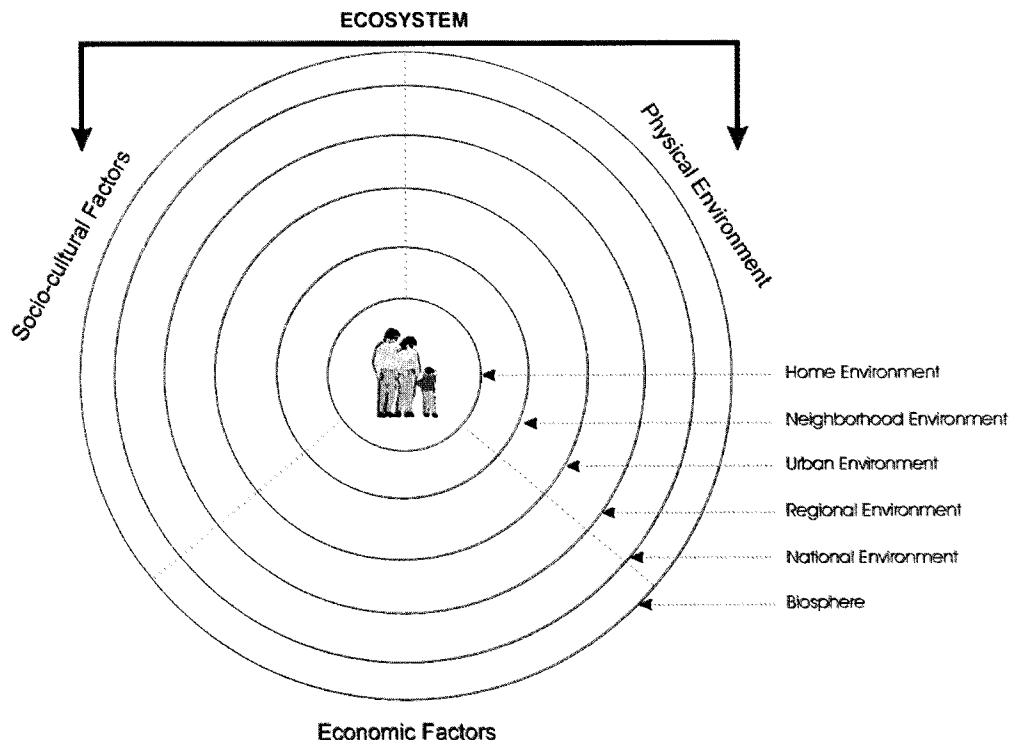 ECOSYSTEM
Physical Environment
Socio-cultural Factors
Home Environment
Neighborhood Environment
Urban Environment
Regional Environment
National Environment
Biosphere
Economic Factors